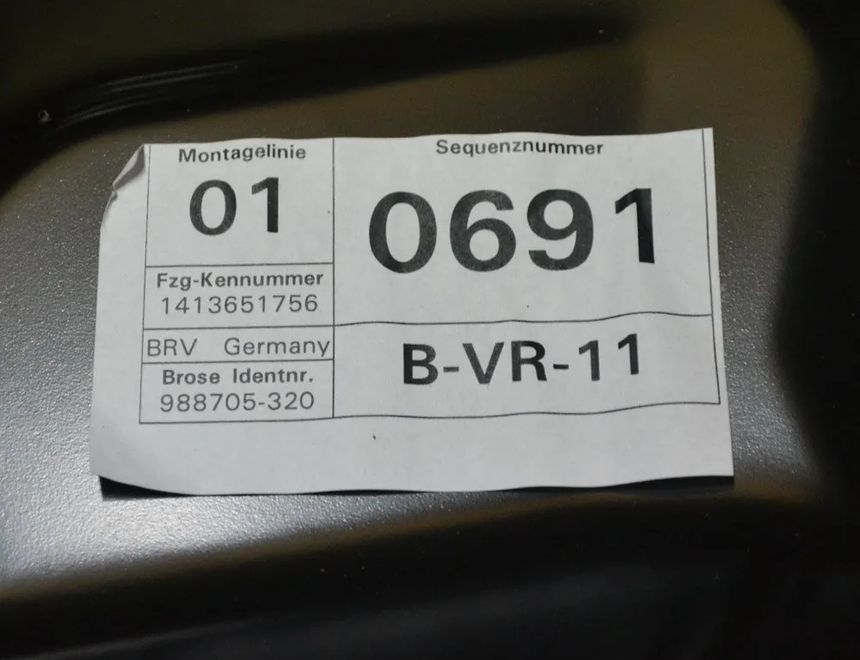 Montagelinie
01
Fzg-Kennummer
1413651756
BRV Germany
Brose Identnr.
988705-320
Sequenznummer
0691
B-VR-11